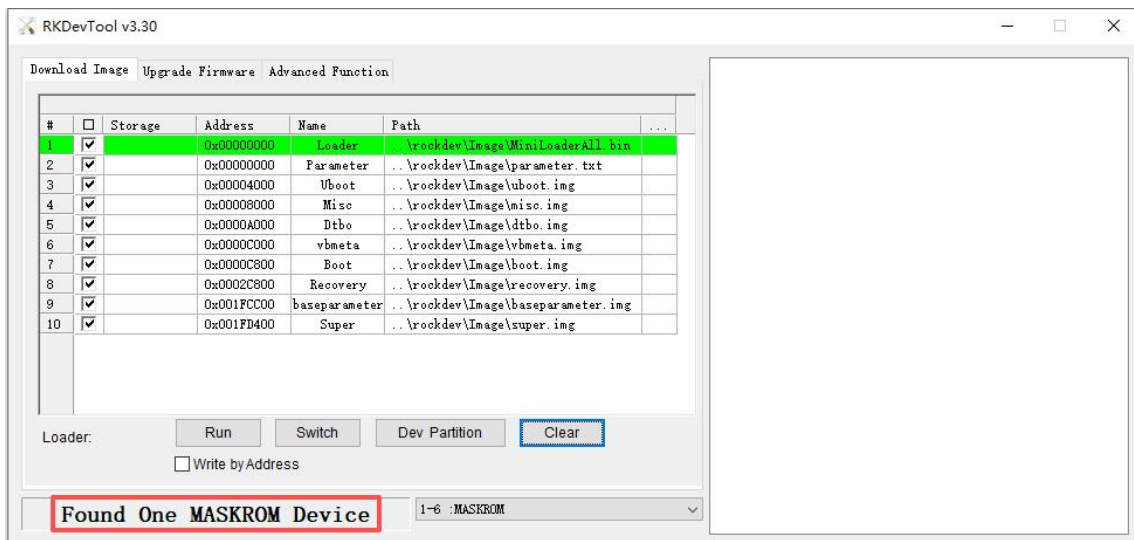 RKDevTool v3.30
Download Image Upgrade Firmware Advanced Function
# Storage Address Name Path ...
1 0x00000000 Loader ..\rockdev\Image\MiniLoaderAll.bin
2 0x00000000 Parameter ..\rockdev\Image\parameter.txt
3 0x00004000 Uboot ..\rockdev\Image\uboot.img
4 0x00008000 Misc ..\rockdev\Image\misc.img
5 0x0000A000 Dtbo ..\rockdev\Image\dtbo.img
6 0x0000C000 vbmeta ..\rockdev\Image\vbmeta.img
7 0x0000C800 Boot ..\rockdev\Image\boot.img
8 0x0002C800 Recovery ..\rockdev\Image\recovery.img
9 0x001FCC00 baseparameter ..\rockdev\Image\baseparameter.img
10 0x001FD400 Super ..\rockdev\Image\super.img
Loader: Run Switch Dev Partition Clear
Write by Address
Found One MASKROM Device 1-6 :MASKROM